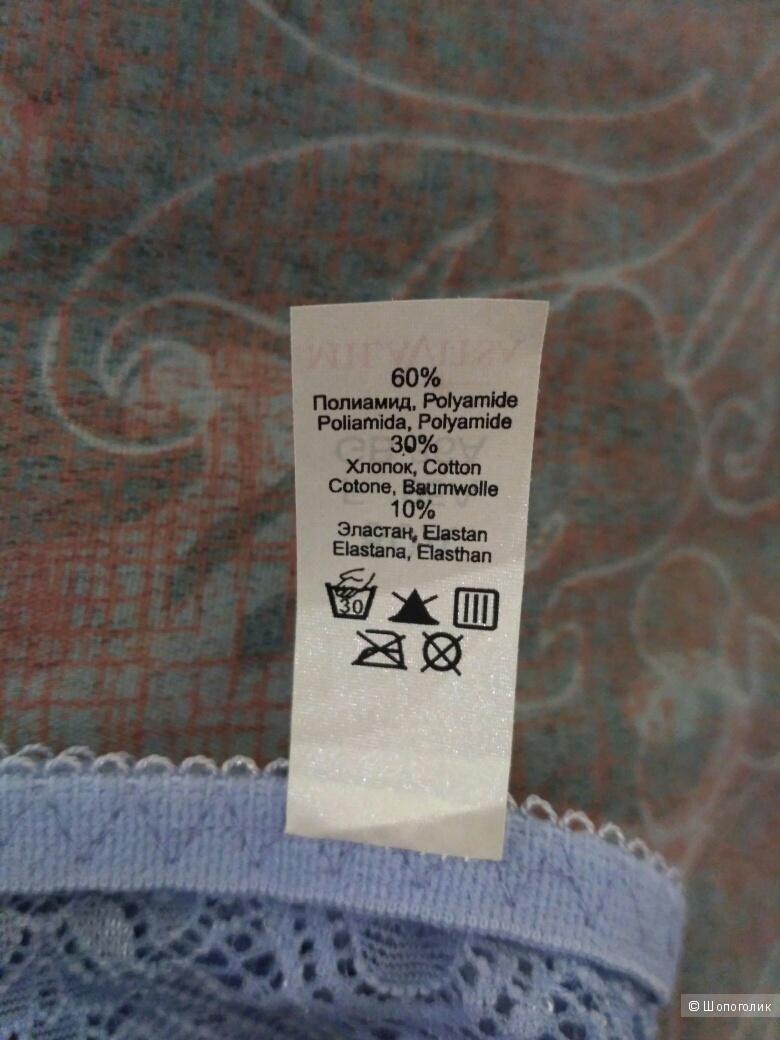 60%
Полиамид, Polyamide
Poliamida, Polyamide
30%
Хлопок, Cotton
Cotone, Baumwolle
10%
Эластан, Elastan
Elastana, Elasthan
30
© Шопоголик